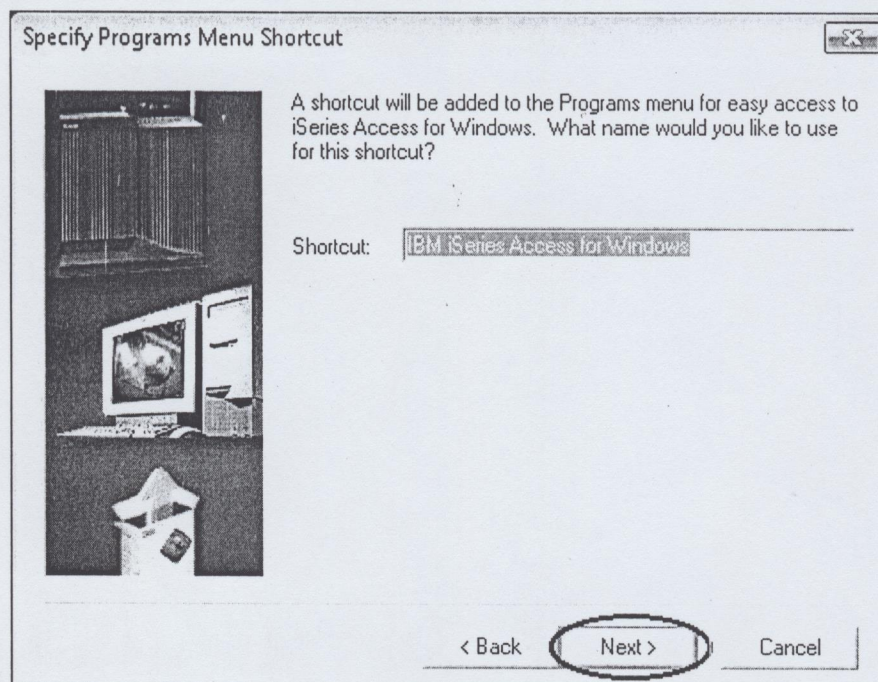 Specify Programs Menu Shortcut
A shortcut will be added to the Programs menu for easy access to
iSeries Access for Windows. What name would you like to use
for this shortcut?
Shortcut: IBM iSeries Access for Windows
< Back Next > Cancel